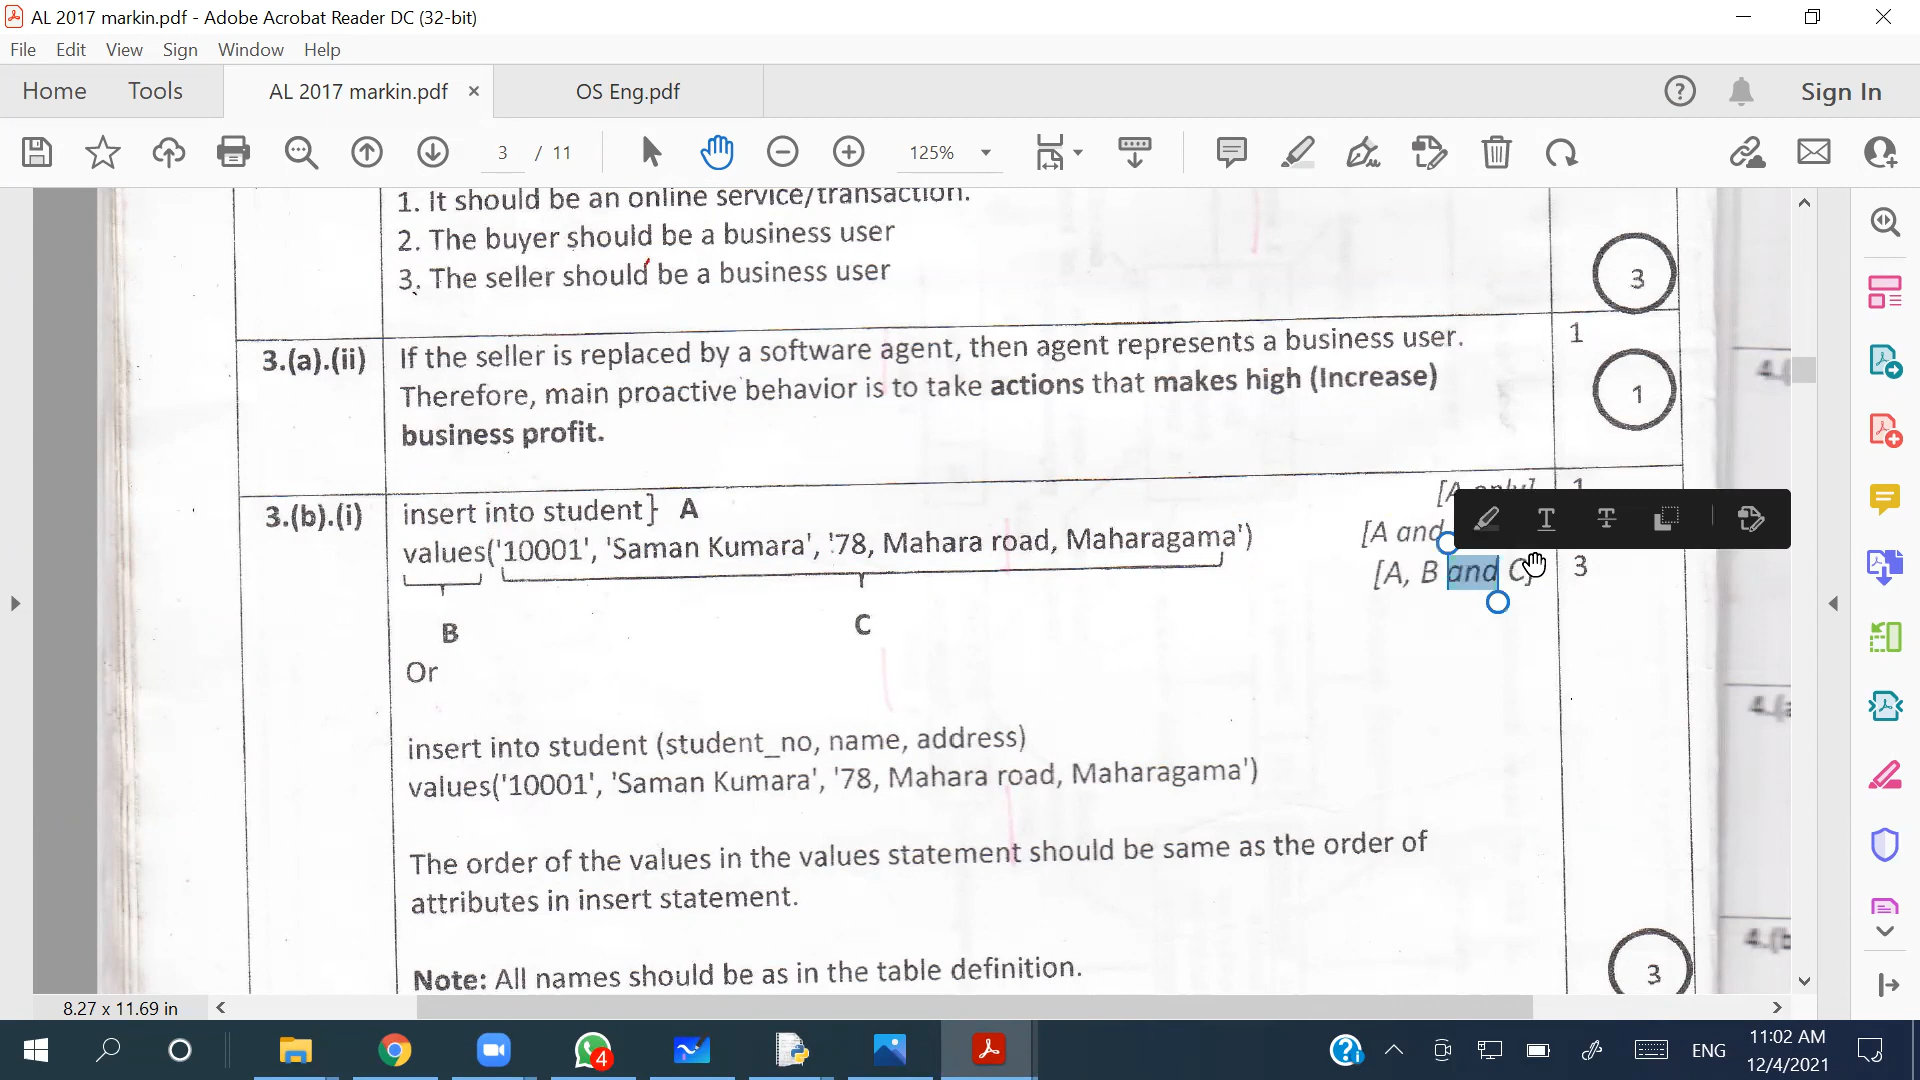 AL 2017 markin.pdf - Adobe Acrobat Reader DC (32-bit)
File Edit View Sign Window Help
Home Tools AL 2017 markin.pdf × OS Eng.pdf Sign In
3 / 11 125%
1. It should be an online service/transaction.
2. The buyer should be a business user
3. The seller should be a business user
3
3.(a).(ii) If the seller is replaced by a software agent, then agent represents a business user. 1
Therefore, main proactive behavior is to take actions that makes high (Increase)
business profit.
1
3.(b).(i) insert into student} A [A only] 1
values('10001', 'Saman Kumara', '78, Mahara road, Maharagama') [A and
[A, B and C] 3
B C
Or
insert into student (student_no, name, address)
values('10001', 'Saman Kumara', '78, Mahara road, Maharagama')
The order of the values in the values statement should be same as the order of
attributes in insert statement.
Note: All names should be as in the table definition.
3
4.(
4.(a
4.(b
8.27 x 11.69 in
4
ENG
11:02 AM
12/4/2021